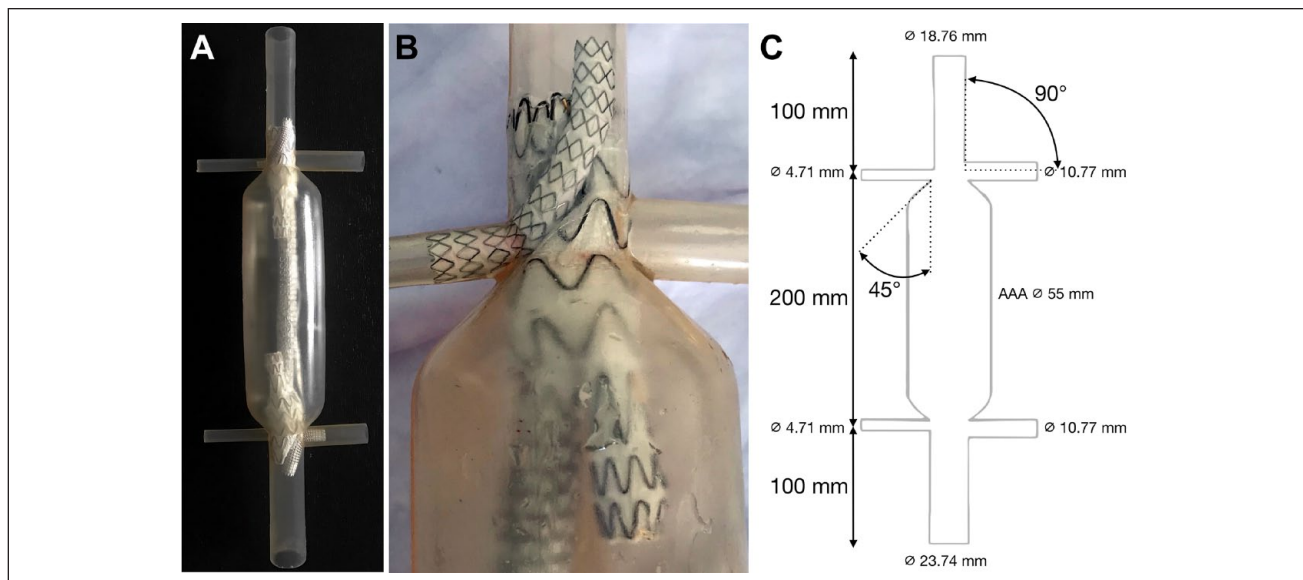 A
B
C
∅ 18.76 mm
90°
100 mm
∅ 4.71 mm
∅ 10.77 mm
45°
200 mm
AAA ∅ 55 mm
∅ 4.71 mm
∅ 10.77 mm
100 mm
∅ 23.74 mm